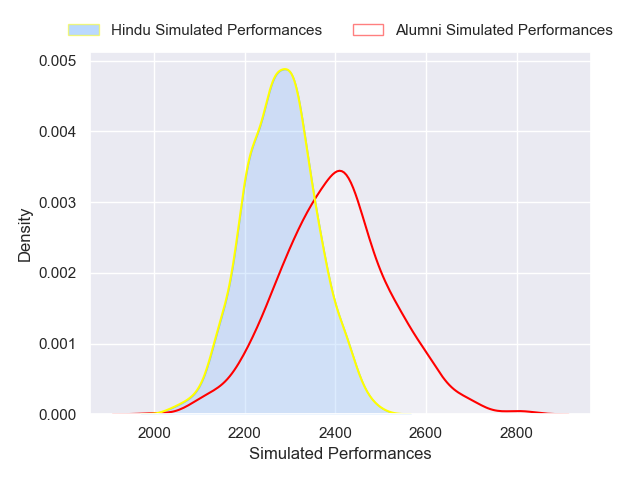 Hindu Simulated Performances Alumni Simulated Performances
0.005
0.004
0.003
0.002
0.001
0.000
Density
2000 2200 2400 2600 2800
Simulated Performances